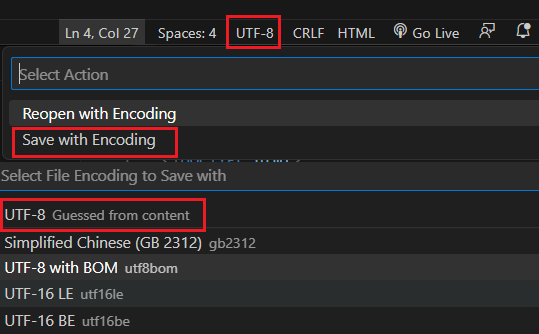 Ln 4, Col 27 Spaces: 4 UTF-8 CRLF HTML Go Live
Select Action
Reopen with Encoding
Save with Encoding
Select File Encoding to Save with
UTF-8 Guessed from content
Simplified Chinese (GB 2312) gb2312
UTF-8 with BOM utf8bom
UTF-16 LE utf16le
UTF-16 BE utf16be